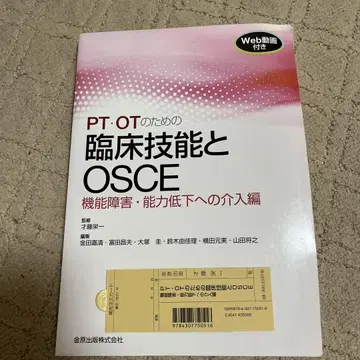 Web動画
付き
PT・OTのための
臨床技能と
OSCE
機能障害・能力低下への介入編
監修
才藤栄一
編集
金田嘉清・冨田昌夫・大塚 圭・鈴木由佳理・横田元実・山田将之
9784307750516
金原出版株式会社